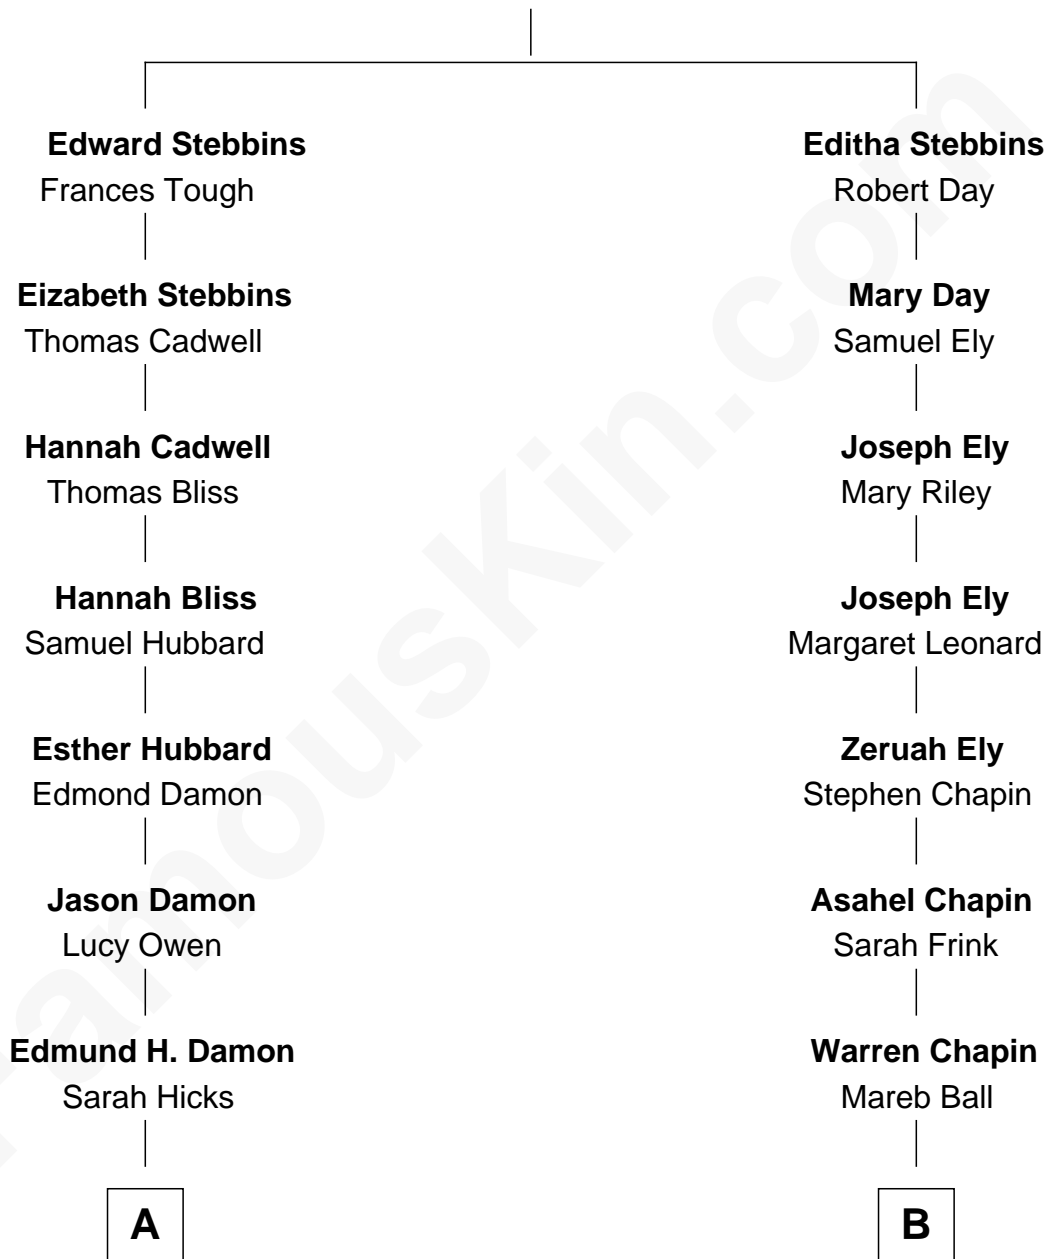 Edward Stebbins
Frances Tough
Eizabeth Stebbins
Thomas Cadwell
Hannah Cadwell
Thomas Bliss
Hannah Bliss
Samuel Hubbard
Esther Hubbard
Edmond Damon
Jason Damon
Lucy Owen
Edmund H. Damon
Sarah Hicks
A
Editha Stebbins
Robert Day
Mary Day
Samuel Ely
Joseph Ely
Mary Riley
Joseph Ely
Margaret Leonard
Zeruah Ely
Stephen Chapin
Asahel Chapin
Sarah Frink
Warren Chapin
Mareb Ball
B
FamousKin.com